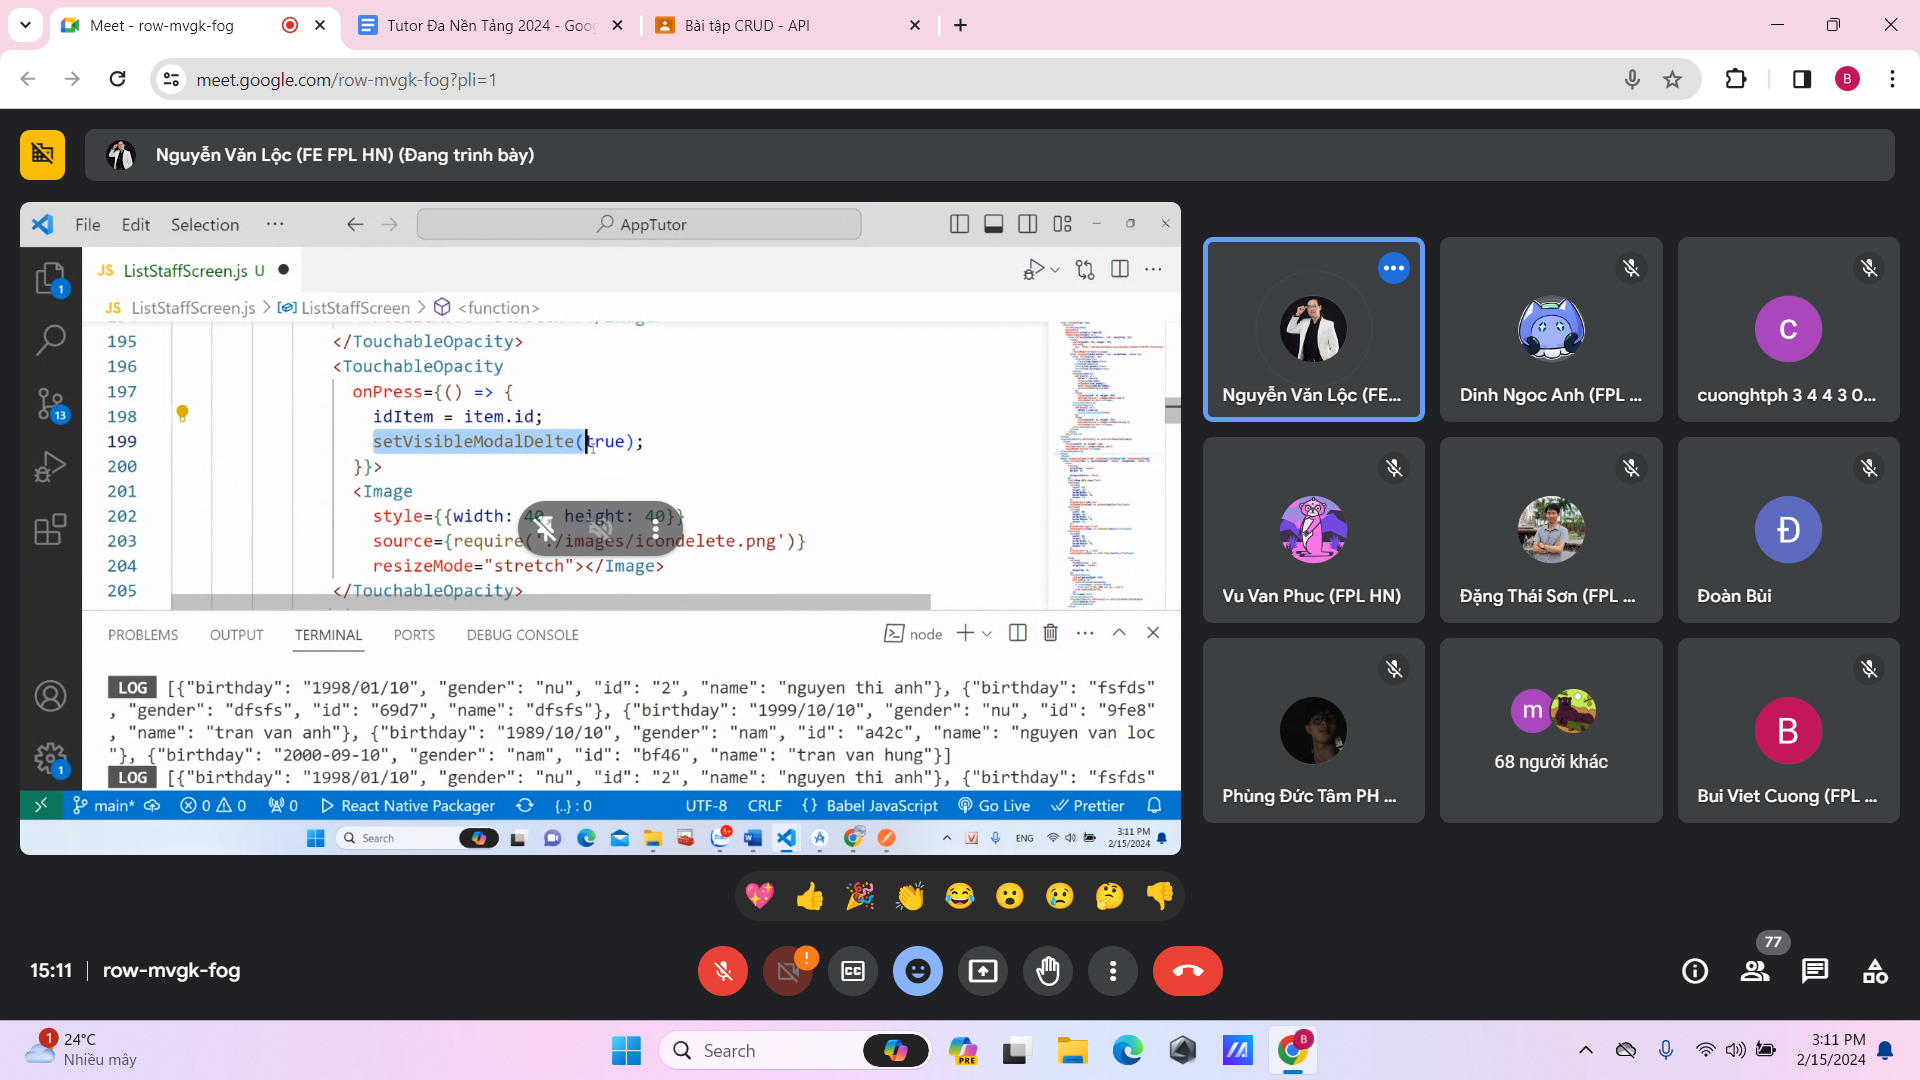 Meet - row-mvgk-fog
Tutor Đa Nền Tảng 2024 - Goo
Bài tập CRUD - API
meet.google.com/row-mvgk-fog?pli=1
B
Nguyễn Văn Lộc (FE FPL HN) (Đang trình bày)
File Edit Selection ···
AppTutor
JS ListStaffScreen.js U
JS ListStaffScreen.js > ListStaffScreen > <function>
195 </TouchableOpacity>
196 <TouchableOpacity
197 onPress={() => {
198 idItem = item.id;
199 setVisibleModalDelte(true);
200 }}>
201 <Image
202 style={{width: 40, height: 40}}
203 source={require('./images/icondelete.png')}
204 resizeMode="stretch"></Image>
205 </TouchableOpacity>
1
13
1
PROBLEMS OUTPUT TERMINAL PORTS DEBUG CONSOLE
node
LOG [{"birthday": "1998/01/10", "gender": "nu", "id": "2", "name": "nguyen thi anh"}, {"birthday": "fsfds"
, "gender": "dfsfs", "id": "69d7", "name": "dfsfs"}, {"birthday": "1999/10/10", "gender": "nu", "id": "9fe8"
, "name": "tran van anh"}, {"birthday": "1989/10/10", "gender": "nam", "id": "a42c", "name": "nguyen van loc
"}, {"birthday": "2000-09-10", "gender": "nam", "id": "bf46", "name": "tran van hung"}]
LOG [{"birthday": "1998/01/10", "gender": "nu", "id": "2", "name": "nguyen thi anh"}, {"birthday": "fsfds"
main* 0 0 0 React Native Packager {..} : 0 UTF-8 CRLF {} Babel JavaScript Go Live Prettier
Search
5+
ENG
3:11 PM
2/15/2024
Nguyễn Văn Lộc (FE...
Dinh Ngoc Anh (FPL ...
C
cuonghtph 3 4 4 3 0...
Vu Van Phuc (FPL HN)
Đặng Thái Sơn (FPL ...
Đ
Đoàn Bùi
Phùng Đức Tâm PH ...
m
68 người khác
B
Bui Viet Cuong (FPL ...
15:11 | row-mvgk-fog
!
77
1
24°C
Nhiều mây
Search
PRE
B
3:11 PM
2/15/2024